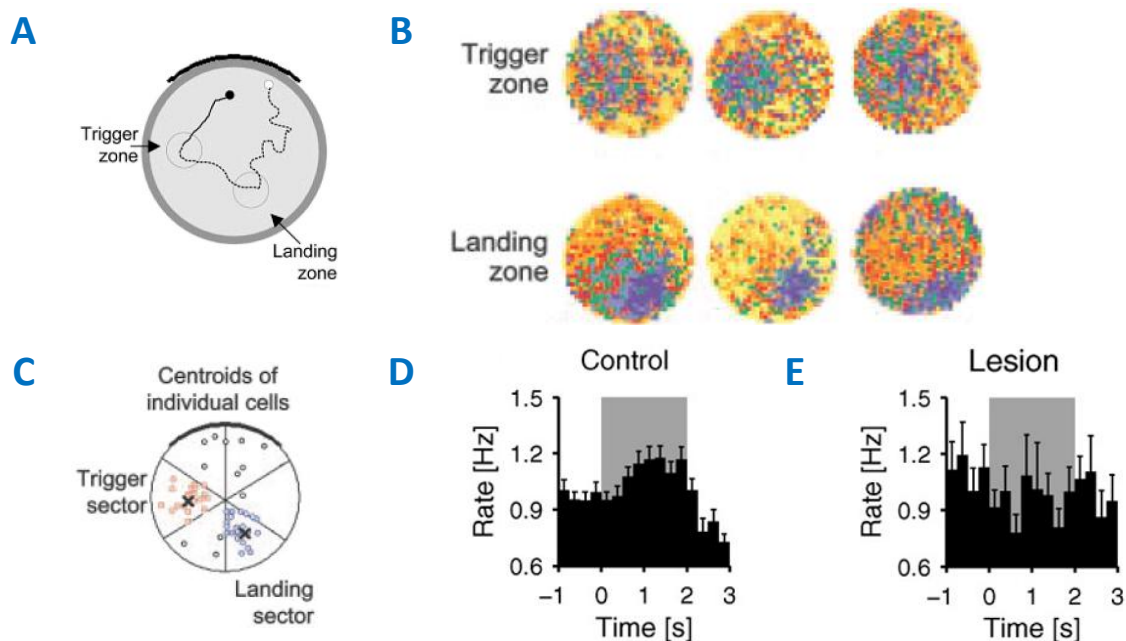 A
Trigger
zone
Landing
zone
B
Trigger
zone
Landing
zone
C
Centroids of
individual cells
Trigger
sector
Landing
sector
D
Control
Rate [Hz]
1.5
1.2
0.9
0.6
−1 0 1 2 3
Time [s]
E
Lesion
Rate [Hz]
1.5
1.2
0.9
0.6
−1 0 1 2 3
Time [s]